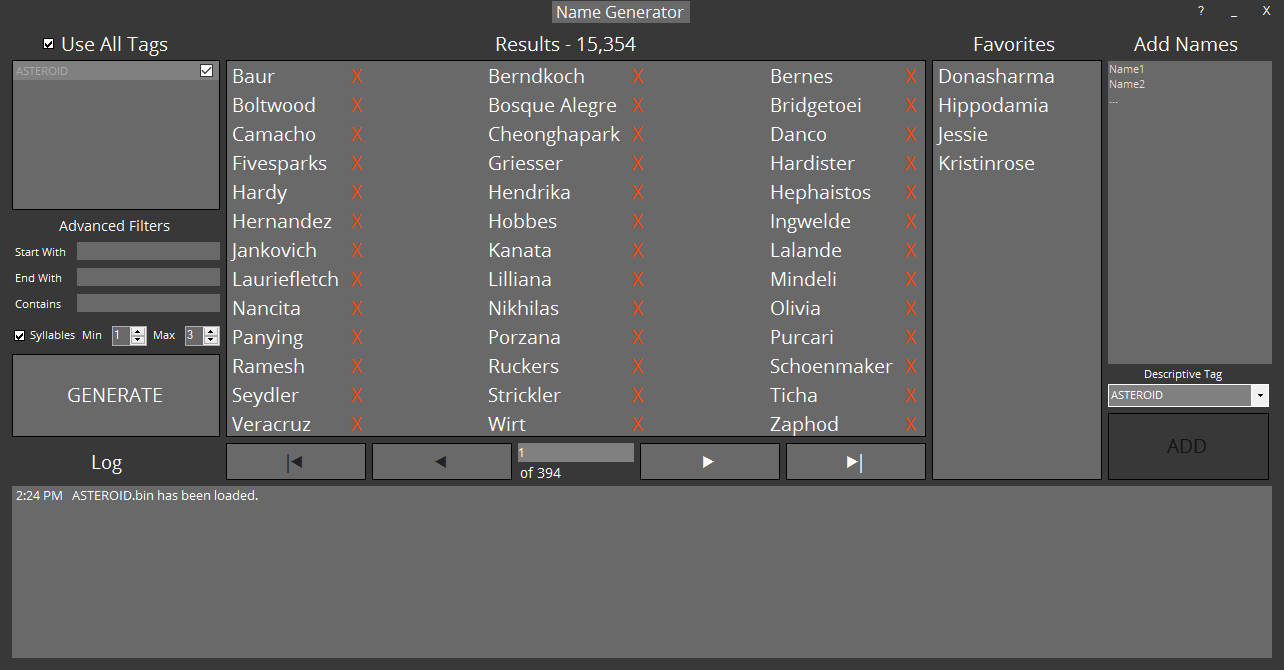 Name Generator
? _ X
Use All Tags
Results - 15,354
Favorites
Add Names
ASTEROID
Baur X Berndkoch X Bernes X
Boltwood X Bosque Alegre X Bridgetoei X
Camacho X Cheonghapark X Danco X
Fivesparks X Griesser X Hardister X
Hardy X Hendrika X Hephaistos X
Hernandez X Hobbes X Ingwelde X
Jankovich X Kanata X Lalande X
Lauriefletch X Lilliana X Mindeli X
Nancita X Nikhilas X Olivia X
Panying X Porzana X Purcari X
Ramesh X Ruckers X Schoenmaker X
Seydler X Strickler X Ticha X
Veracruz X Wirt X Zaphod X
Donasharma
Hippodamia
Jessie
Kristinrose
Name1
Name2
...
Advanced Filters
Start With
End With
Contains
Syllables Min 1 Max 3
GENERATE
1
of 394
Descriptive Tag
ASTEROID
ADD
Log
2:24 PM ASTEROID.bin has been loaded.